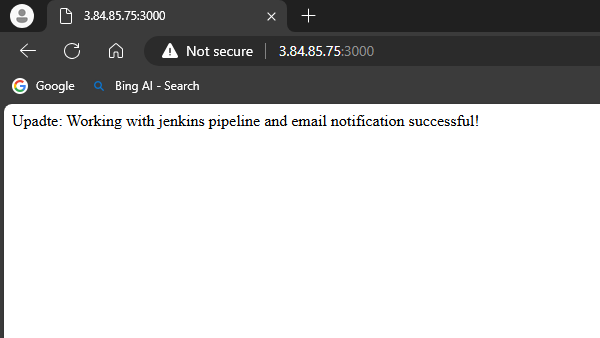 3.84.85.75:3000
Not secure 3.84.85.75:3000
Google Bing AI - Search
Upadte: Working with jenkins pipeline and email notification successful!